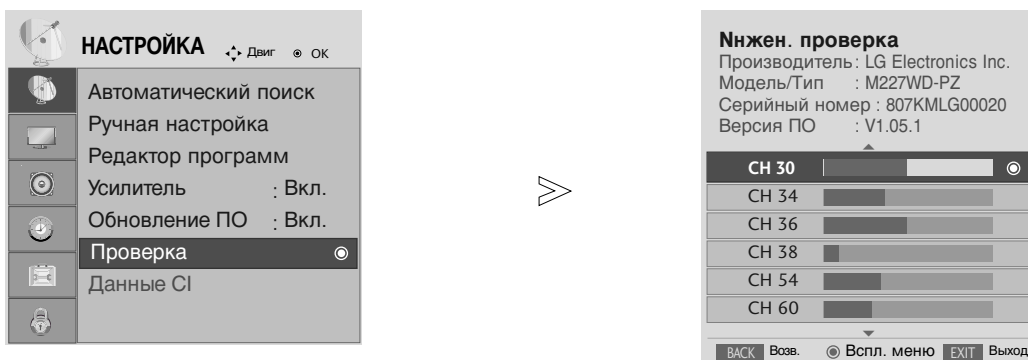 НАСТРОЙКА Двиг OK
Автоматический поиск
Ручная настройка
Редактор программ
Усилитель : Вкл.
Обновление ПО : Вкл.
Проверка
Данные CI
Nнжен. проверка
Производитель : LG Electronics Inc.
Модель/Тип : M227WD-PZ
Серийный номер : 807KMLG00020
Версия ПО : V1.05.1
CH 30
CH 34
CH 36
CH 38
CH 54
CH 60
BACK Возв. Вспл. меню EXIT Выход